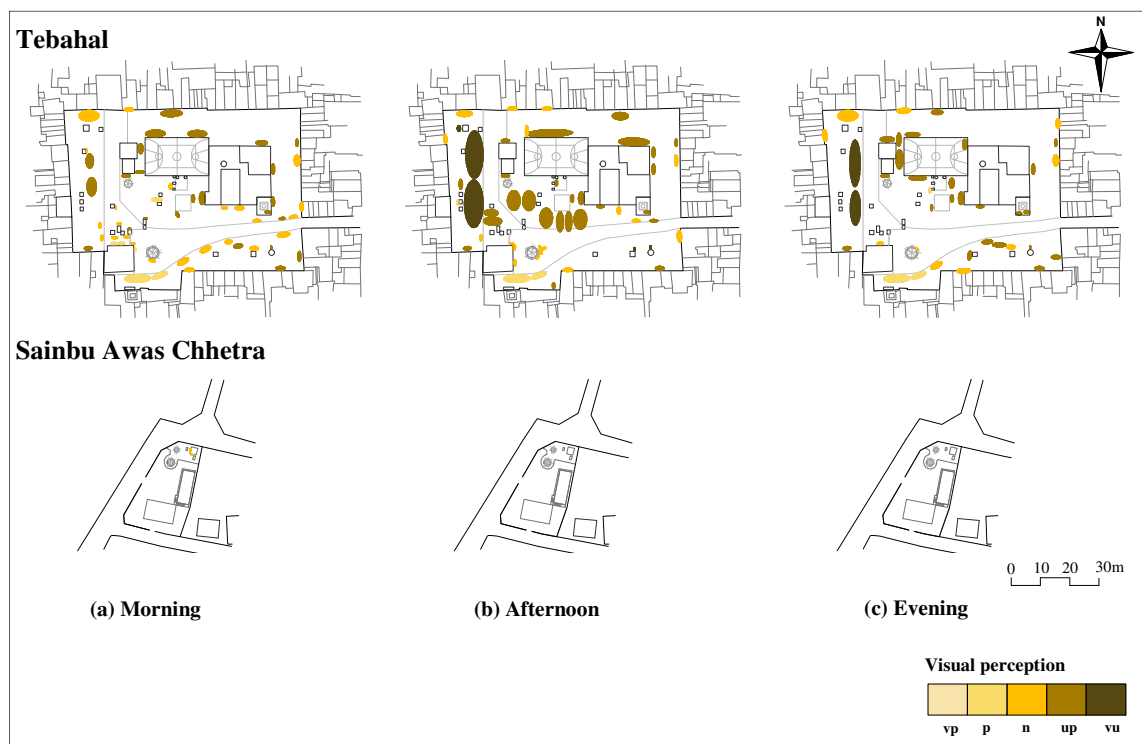 Tebahal
N
Sainbu Awas Chhetra
0 10 20 30m
(a) Morning
(b) Afternoon
(c) Evening
Visual perception
vp p n up vu